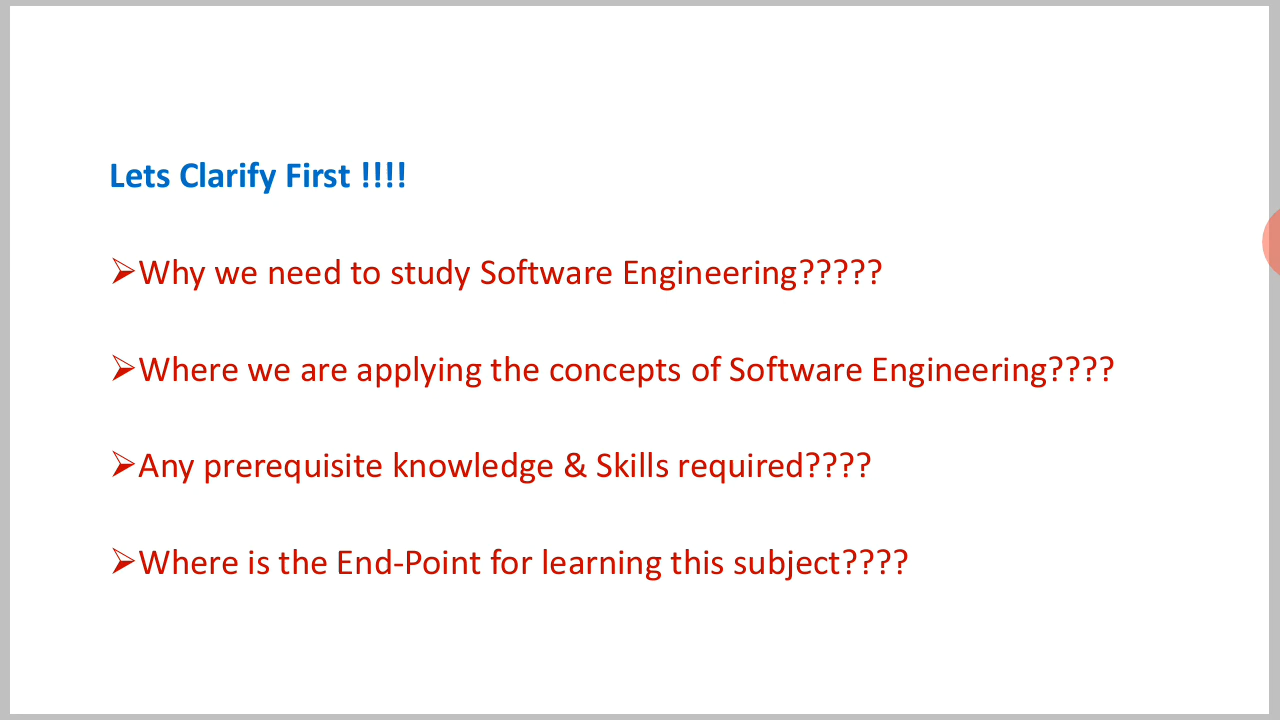 Lets Clarify First !!!!
➢Why we need to study Software Engineering?????
➢Where we are applying the concepts of Software Engineering????
➢Any prerequisite knowledge & Skills required????
➢Where is the End-Point for learning this subject????